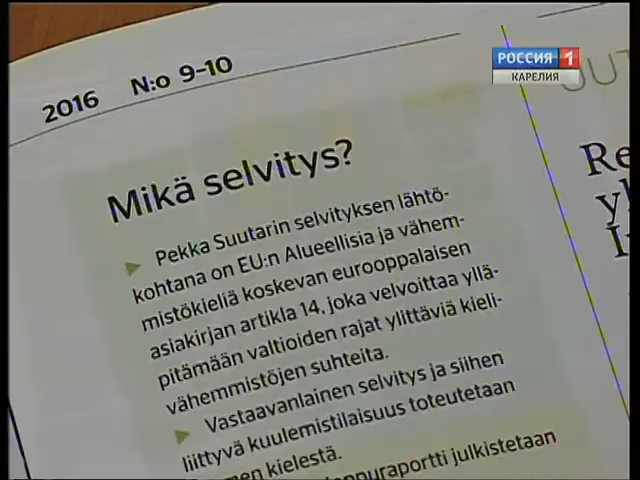 РОССИЯ 1
КАРЕЛИЯ
2016 N:o 9–10
Mikä selvitys?
Pekka Suutarin selvityksen lähtö-
kohtana on EU:n Alueellisia ja vähem-
mistökieliä koskevan eurooppalaisen
asiakirjan artikla 14, joka velvoittaa yllä-
pitämään valtioiden rajat ylittäviä kieli-
vähemmistöjen suhteita.
Vastaavanlainen selvitys ja siihen
liittyvä kuulemistilaisuus toteutetaan
kielestä.
julkistetaan